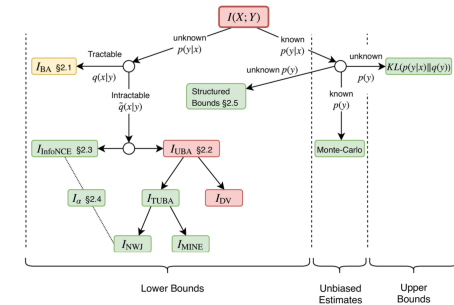 I(X; Y)
unknown
p(y|x)
known
p(y|x)
Tractable
q(x|y)
I_BA §2.1
unknown p(y)
unknown
p(y)
KL(p(y|x)||q(y))
Structured
Bounds §2.5
Intractable
q̃(x|y)
known
p(y)
I_InfoNCE §2.3
I_UBA §2.2
Monte-Carlo
I_α §2.4
I_TUBA
I_DV
I_NWJ
I_MINE
Lower Bounds
Unbiased
Estimates
Upper
Bounds